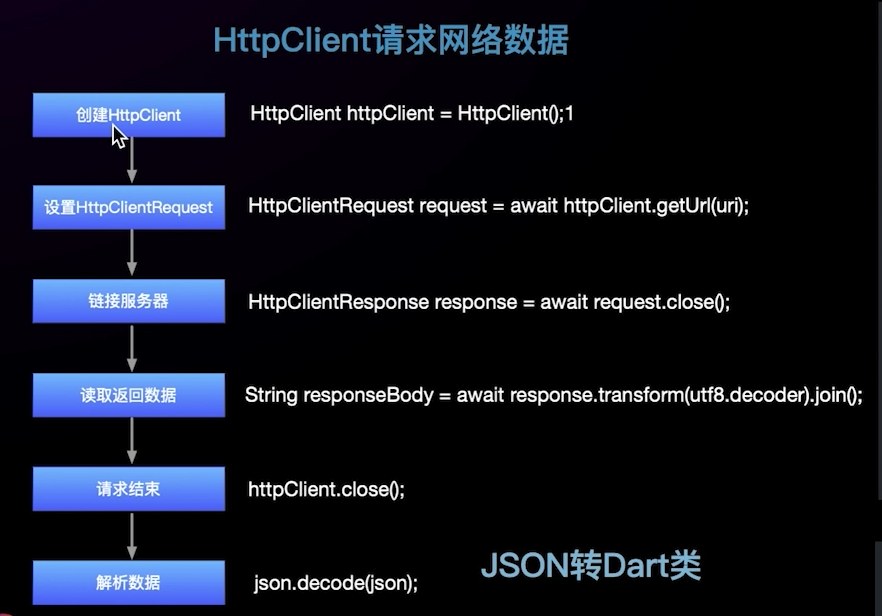 HttpClient请求网络数据
创建HttpClient
HttpClient httpClient = HttpClient();1
设置HttpClientRequest
HttpClientRequest request = await httpClient.getUrl(uri);
链接服务器
HttpClientResponse response = await request.close();
读取返回数据
String responseBody = await response.transform(utf8.decoder).join();
请求结束
httpClient.close();
解析数据
json.decode(json);
JSON转Dart类